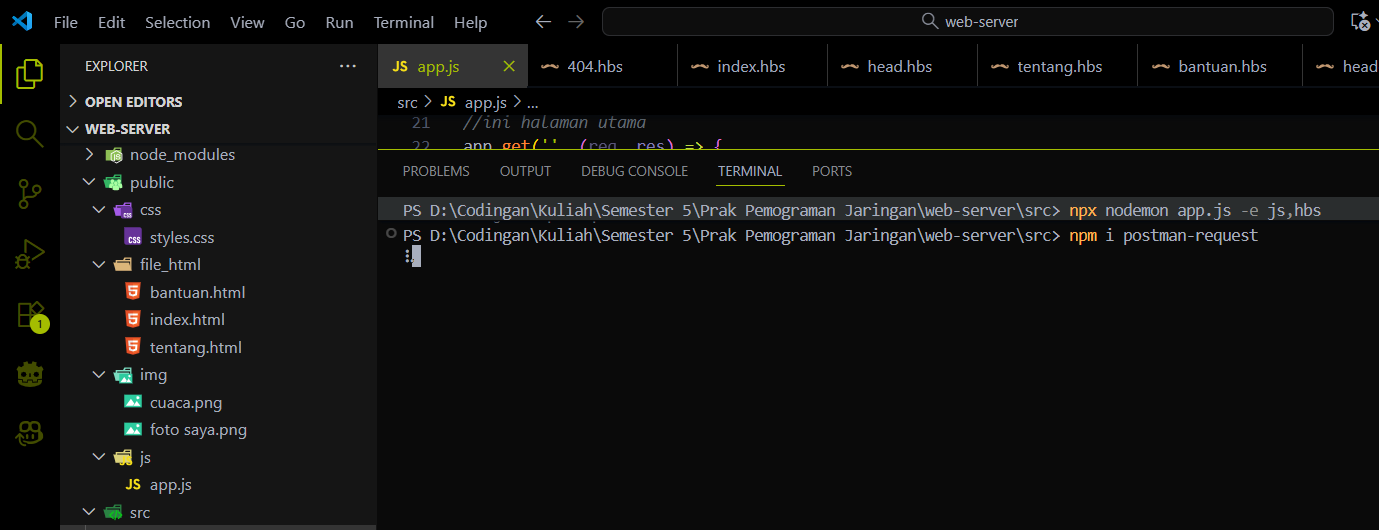 File Edit Selection View Go Run Terminal Help
web-server
EXPLORER
OPEN EDITORS
WEB-SERVER
node_modules
public
css
styles.css
file_html
bantuan.html
index.html
tentang.html
img
cuaca.png
foto saya.png
js
JS app.js
src
1
JS app.js
404.hbs
index.hbs
head.hbs
tentang.hbs
bantuan.hbs
head
src > JS app.js > ...
21 //ini halaman utama
22 app.get('', (req, res) => {
PROBLEMS OUTPUT DEBUG CONSOLE TERMINAL PORTS
PS D:\Codingan\Kuliah\Semester 5\Prak Pemograman Jaringan\web-server\src> npx nodemon app.js -e js,hbs
PS D:\Codingan\Kuliah\Semester 5\Prak Pemograman Jaringan\web-server\src> npm i postman-request